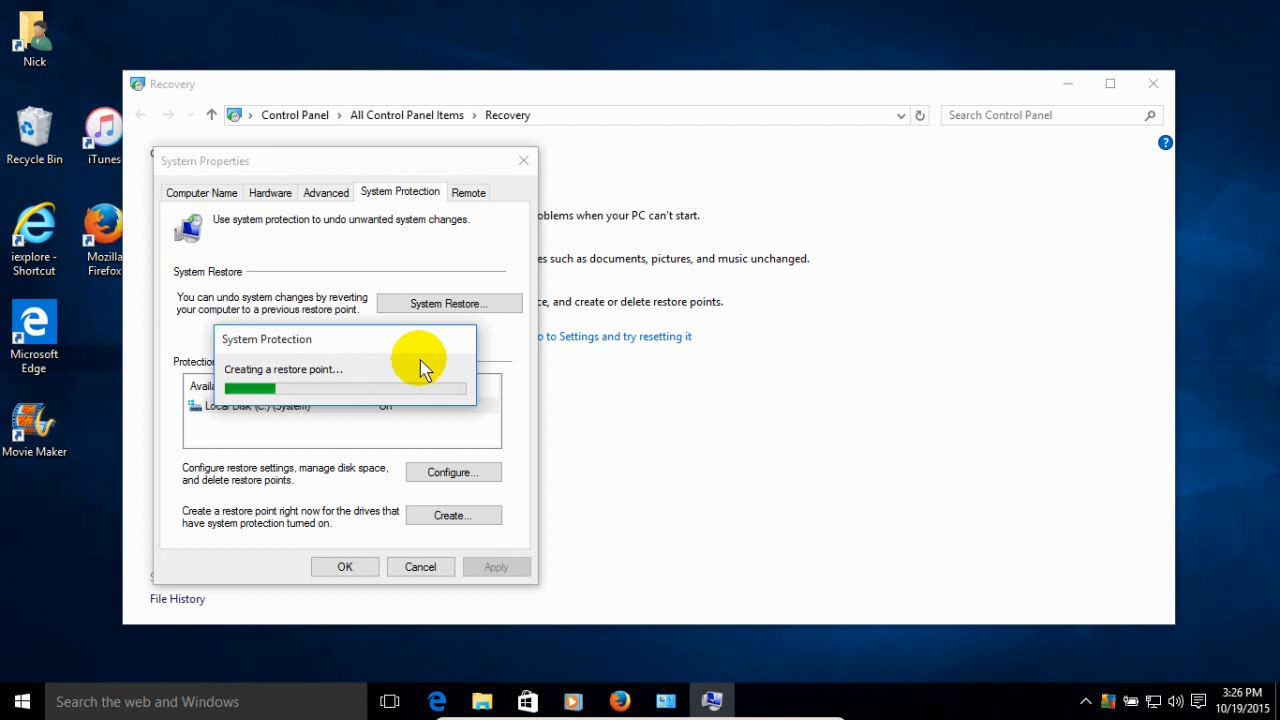 Nick
Recycle Bin
iTunes
iexplore -
Shortcut
Mozilla
Firefox
Microsoft
Edge
Movie Maker
Recovery
Control Panel > All Control Panel Items > Recovery
Search Control Panel
System Properties
Computer Name Hardware Advanced System Protection Remote
Use system protection to undo unwanted system changes.
System Restore
You can undo system changes by reverting
your computer to a previous restore point.
System Restore...
System Protection
Creating a restore point...
Protection
Availa
Local Disk (C:) (System) On
Configure restore settings, manage disk space,
and delete restore points.
Configure...
Create a restore point right now for the drives that
have system protection turned on.
Create...
OK Cancel Apply
oblems when your PC can't start.
es such as documents, pictures, and music unchanged.
ce, and create or delete restore points.
o to Settings and try resetting it
File History
Search the web and Windows
3:26 PM
10/19/2015